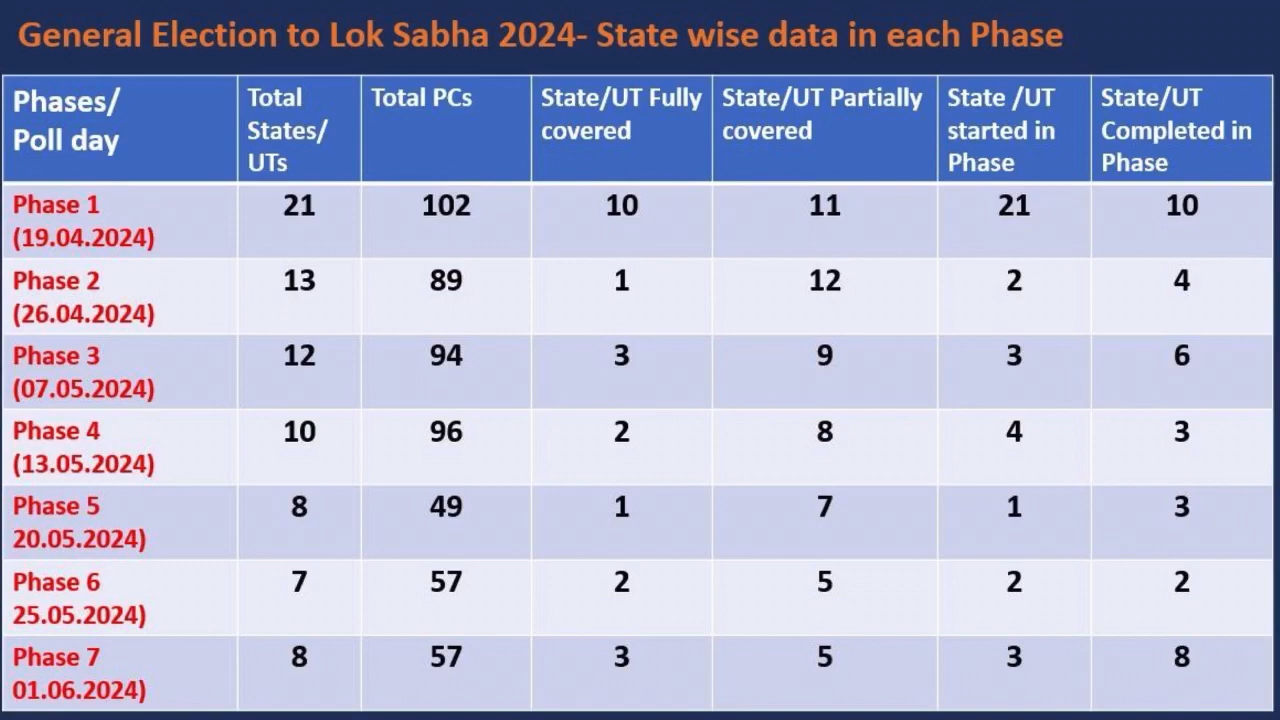 General Election to Lok Sabha 2024- State wise data in each Phase
Phases/ Poll day | Total States/ UTs | Total PCs | State/UT Fully covered | State/UT Partially covered | State /UT started in Phase | State/UT Completed in Phase
Phase 1 (19.04.2024) | 21 | 102 | 10 | 11 | 21 | 10
Phase 2 (26.04.2024) | 13 | 89 | 1 | 12 | 2 | 4
Phase 3 (07.05.2024) | 12 | 94 | 3 | 9 | 3 | 6
Phase 4 (13.05.2024) | 10 | 96 | 2 | 8 | 4 | 3
Phase 5 20.05.2024) | 8 | 49 | 1 | 7 | 1 | 3
Phase 6 25.05.2024) | 7 | 57 | 2 | 5 | 2 | 2
Phase 7 01.06.2024) | 8 | 57 | 3 | 5 | 3 | 8